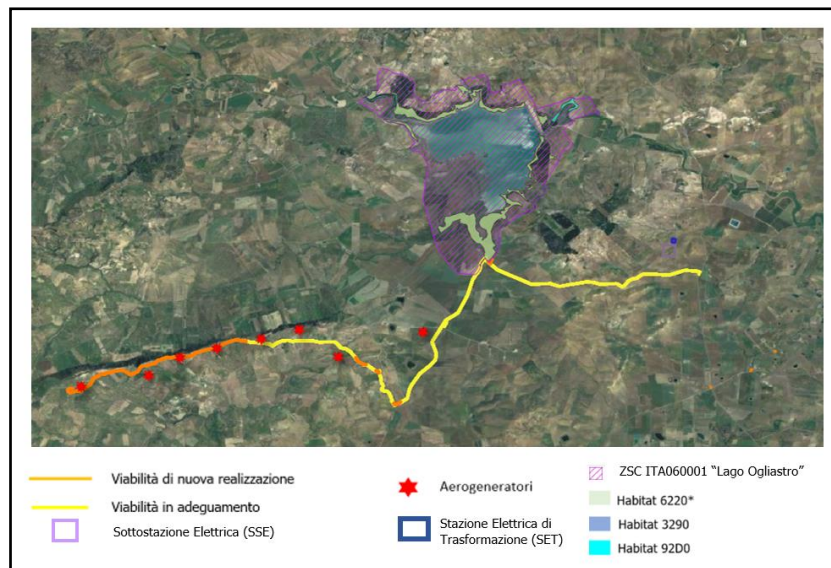 Viabilità di nuova realizzazione
Viabilità in adeguamento
Sottostazione Elettrica (SSE)
Aerogeneratori
Stazione Elettrica di
Trasformazione (SET)
ZSC ITA060001 "Lago Ogliastro”
Habitat 6220*
Habitat 3290
Habitat 92D0